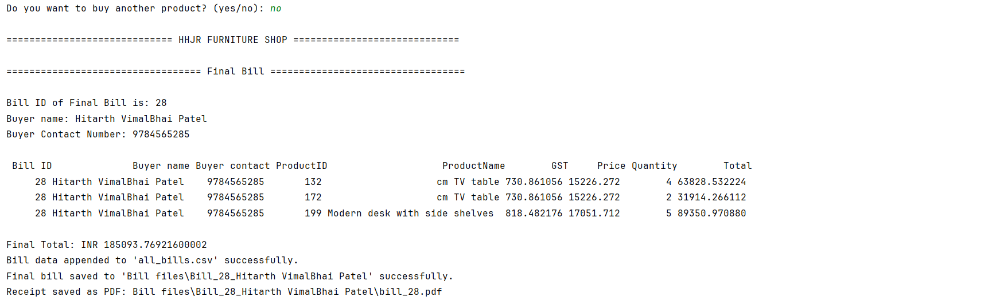 Do you want to buy another product? (yes/no): no
============================= HHJR FURNITURE SHOP =============================
================================== Final Bill ==================================
Bill ID of Final Bill is: 28
Buyer name: Hitarth VimalBhai Patel
Buyer Contact Number: 9784565285
Bill ID Buyer name Buyer contact ProductID ProductName GST Price Quantity Total
28 Hitarth VimalBhai Patel 9784565285 132 cm TV table 730.861056 15226.272 4 63828.532224
28 Hitarth VimalBhai Patel 9784565285 172 cm TV table 730.861056 15226.272 2 31914.266112
28 Hitarth VimalBhai Patel 9784565285 199 Modern desk with side shelves 818.482176 17051.712 5 89350.970880
Final Total: INR 185093.76921600002
Bill data appended to 'all_bills.csv' successfully.
Final bill saved to 'Bill files\Bill_28_Hitarth VimalBhai Patel' successfully.
Receipt saved as PDF: Bill files\Bill_28_Hitarth VimalBhai Patel\bill_28.pdf